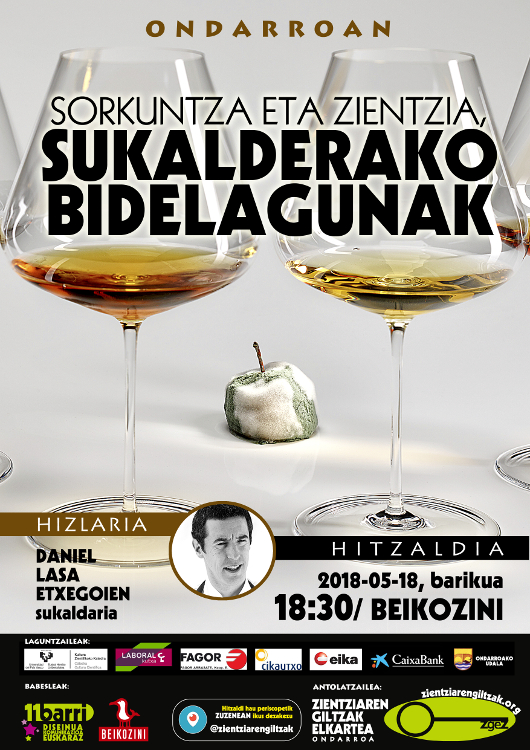 ONDARROAN
SORKUNTZA ETA ZIENTZIA,
SUKALDERAKO
BIDELAGUNAK
HIZLARIA
DANIEL
LASA
ETXEGOIEN
sukaldaria
HITZALDIA
2018-05-18, barikua
18:30/ BEIKOZINI
LAGUNTZAILEAK:
LABORAL
kutxa
FAGOR
cikautxo
eika
CaixaBank
ONDARROAKO
UDALA
BABESLEAK:
11barri
DISEINUA
KOMUNIKAZIOA
EUSKARAZ
BEIKOZINI
Hitzaldi hau periscopetik
ZUZENEAN ikus dezakezu
@zientziarengiltzak
ANTOLATZAILEA:
ZIENTZIAREN
GILTZAK
ELKARTEA
ONDARROA
zientziarengiltzak.org
zgez